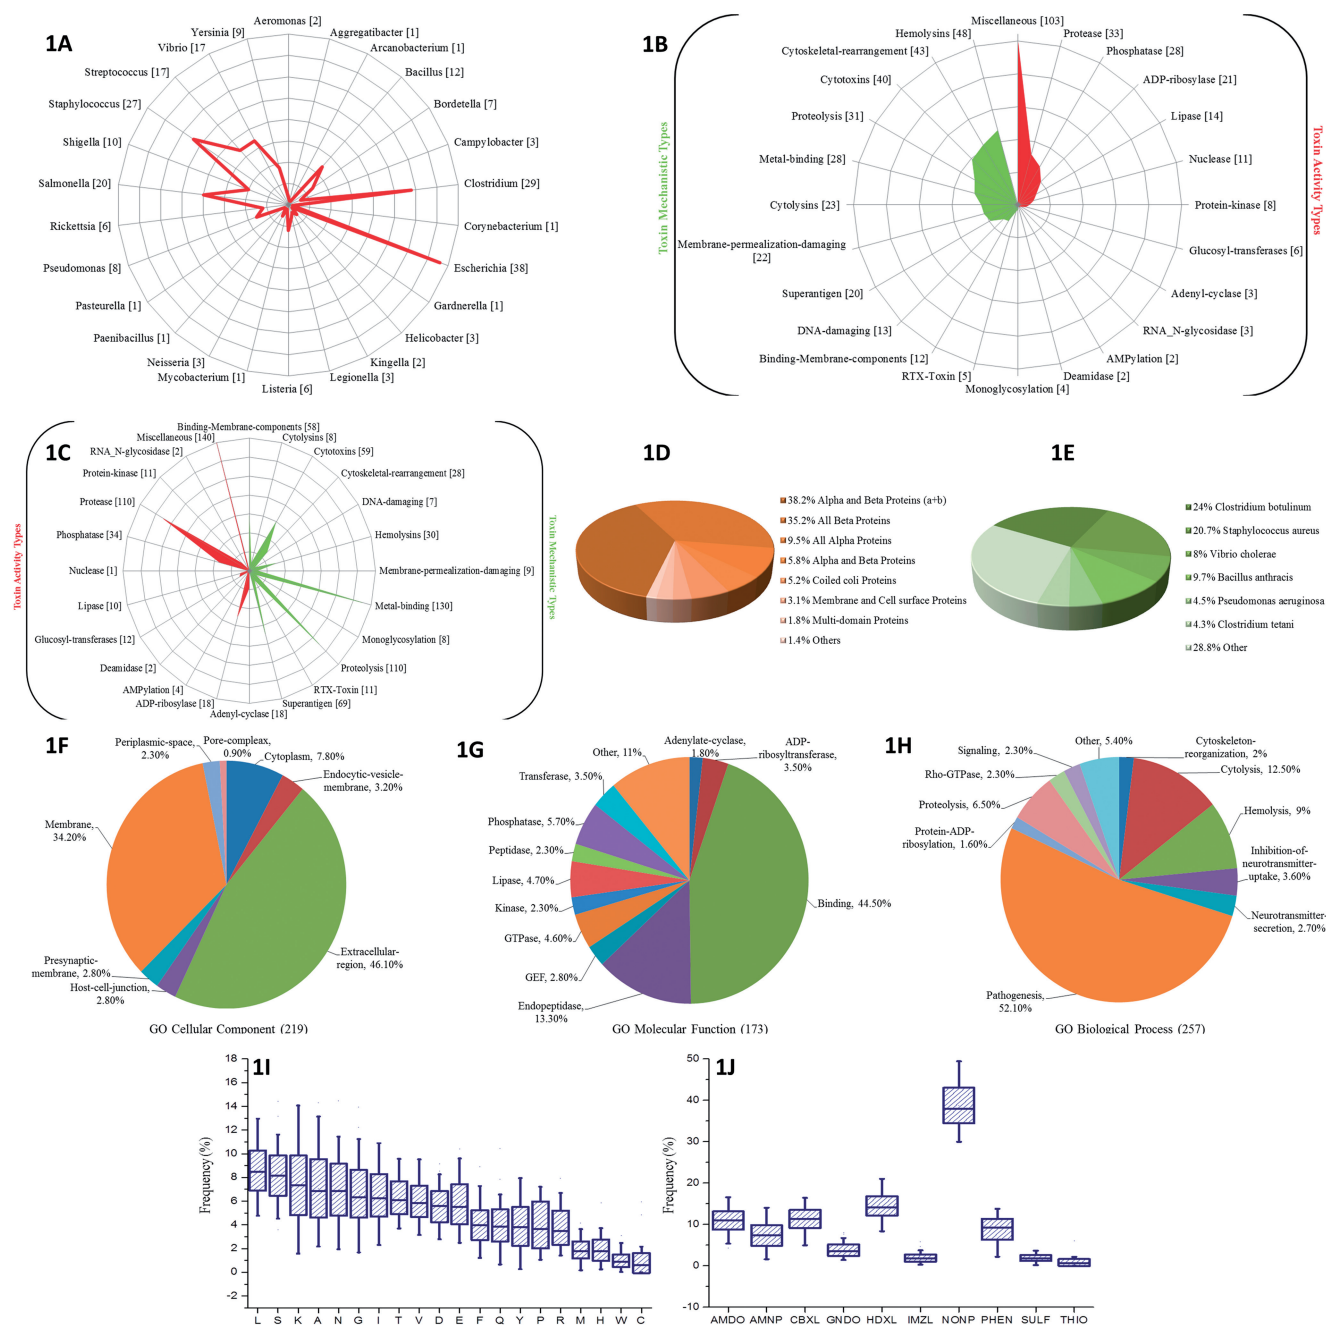 1A
Aeromonas [2]
Aggregatibacter [1]
Arcanobacterium [1]
Bacillus [12]
Bordetella [7]
Campylobacter [3]
Clostridium [29]
Corynebacterium [1]
Escherichia [38]
Gardnerella [1]
Helicobacter [3]
Kingella [2]
Legionella [3]
Listeria [6]
Mycobacterium [1]
Neisseria [3]
Paenibacillus [1]
Pasteurella [1]
Pseudomonas [8]
Rickettsia [6]
Salmonella [20]
Shigella [10]
Staphylococcus [27]
Streptococcus [17]
Vibrio [17
Yersinia [9]
1B
Toxin Mechanistic Types
Toxin Activity Types
Miscellaneous [103]
Protease [33]
Phosphatase [28]
ADP-ribosylase [21]
Lipase [14]
Nuclease [11]
Protein-kinase [8]
Glucosyl-transferases [6]
Adenyl-cyclase [3]
RNA_N-glycosidase [3]
AMPylation [2]
Deamidase [2]
Monoglycosylation [4]
RTX-Toxin [5]
Binding-Membrane-components [12]
DNA-damaging [13]
Superantigen [20]
Membrane-permealization-damaging
[22]
Cytolysins [23]
Metal-binding [28]
Proteolysis [31]
Cytotoxins [40]
Cytoskeletal-rearrangement [43]
Hemolysins [48]
1C
Toxin Activity Types
Toxin Mechanistic Types
Binding-Membrane-components [58]
Cytolysins [8]
Cytotoxins [59]
Cytoskeletal-rearrangement [28]
DNA-damaging [7]
Hemolysins [30]
Membrane-permealization-damaging [9]
Metal-binding [130]
Monoglycosylation [8]
Proteolysis [110]
RTX-Toxin [11]
Superantigen [69]
Adenyl-cyclase [18]
ADP-ribosylase [18]
AMPylation [4]
Deamidase [2]
Glucosyl-transferases [12]
Lipase [10]
Nuclease [1]
Phosphatase [34]
Protease [110]
Protein-kinase [11]
RNA_N-glycosidase [2]
Miscellaneous [140]
1D
38.2% Alpha and Beta Proteins (a+b)
35.2% All Beta Proteins
9.5% All Alpha Proteins
5.8% Alpha and Beta Proteins
5.2% Coiled coli Proteins
3.1% Membrane and Cell surface Proteins
1.8% Multi-domain Proteins
1.4% Others
1E
24% Clostridium botulinum
20.7% Staphylococcus aureus
8% Vibrio cholerae
9.7% Bacillus anthracis
4.5% Pseudomonas aeruginosa
4.3% Clostridium tetani
28.8% Other
1F
Periplasmic-space,
2.30%
Pore-compleax,
0.90%
Cytoplasm, 7.80%
Endocytic-vesicle-
membrane, 3.20%
Extracellular-
region, 46.10%
Host-cell-junction,
2.80%
Presynaptic-
membrane, 2.80%
Membrane,
34.20%
GO Cellular Component (219)
1G
Adenylate-cyclase,
1.80%
ADP-
ribosyltransferase,
3.50%
Binding, 44.50%
Endopeptidase,
13.30%
GEF, 2.80%
GTPase, 4.60%
Kinase, 2.30%
Lipase, 4.70%
Peptidase, 2.30%
Phosphatase, 5.70%
Transferase, 3.50%
Other, 11%
GO Molecular Function (173)
1H
Cytoskeleton-
reorganization, 2%
Cytolysis, 12.50%
Hemolysis, 9%
Inhibition-of-
neurotransmitter-
uptake, 3.60%
Neurotransmitter-
secretion, 2.70%
Pathogenesis,
52.10%
Protein-ADP-
ribosylation, 1.60%
Proteolysis, 6.50%
Rho-GTPase, 2.30%
Signaling, 2.30%
Other, 5.40%
GO Biological Process (257)
1I
Frequency (%)
18
16
14
12
10
8
6
4
2
0
-2
L S K A N G I T V D E F Q Y P R M H W C
1J
Frequency (%)
50
40
30
20
10
0
-10
AMDO AMNP CBXL GNDO HDXL IMZL NONP PHEN SULF THIO